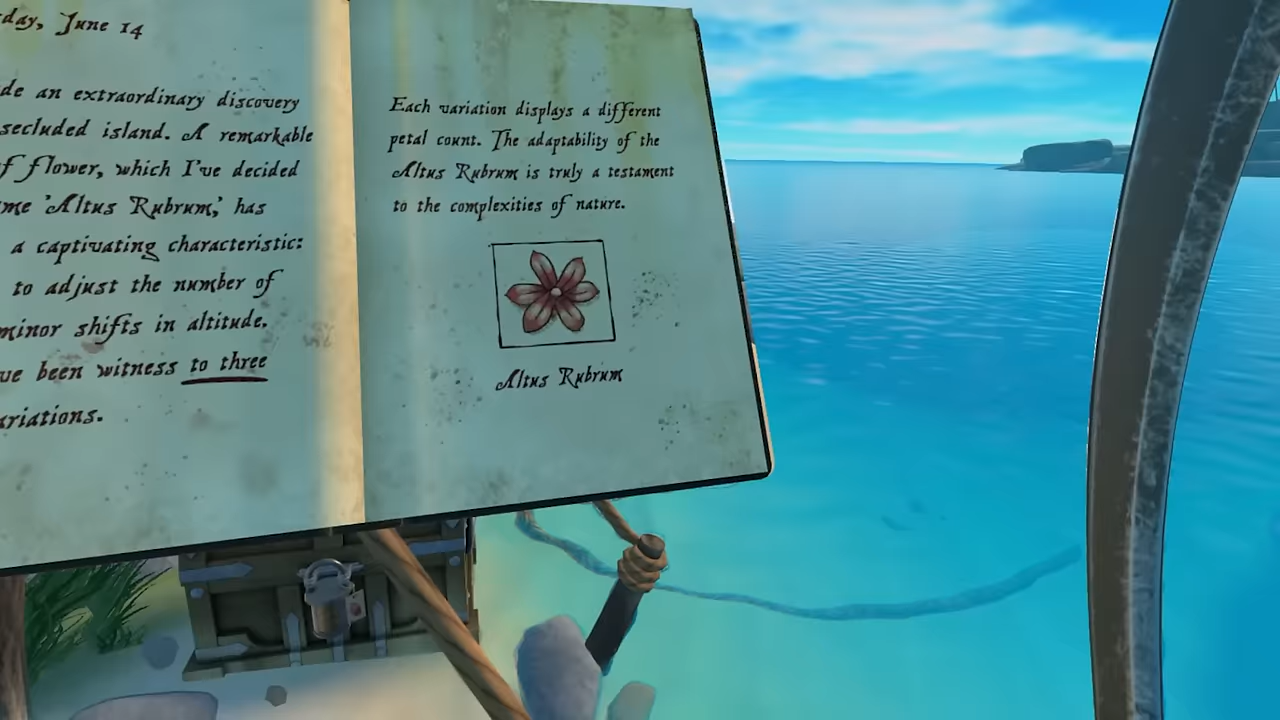 day, June 14
de an extraordinary discovery
secluded island. A remarkable
of flower, which I've decided
me 'Altus Rubrum,' has
a captivating characteristic:
to adjust the number of
minor shifts in altitude.
ve been witness to three
ariations.
Each variation displays a different
petal count. The adaptability of the
Altus Rubrum is truly a testament
to the complexities of nature.
Altus Rubrum